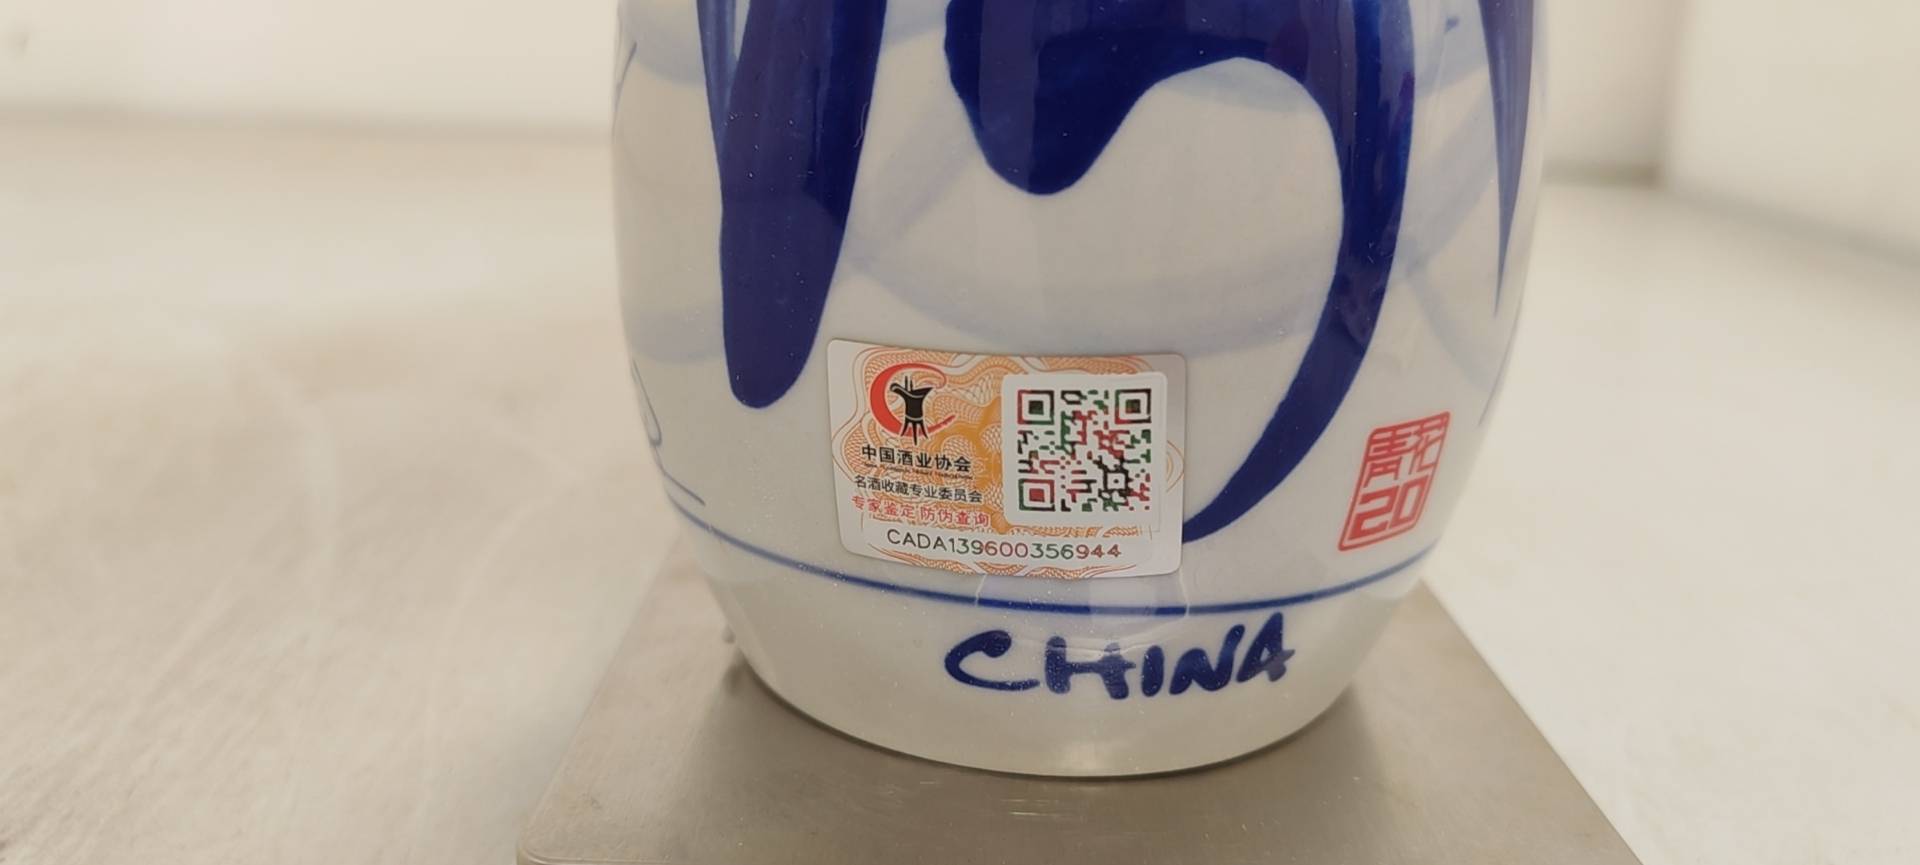 中国酒业协会
名酒收藏专业委员会
专家鉴定 防伪查询
CADA139600356944
青花
20
CHINA